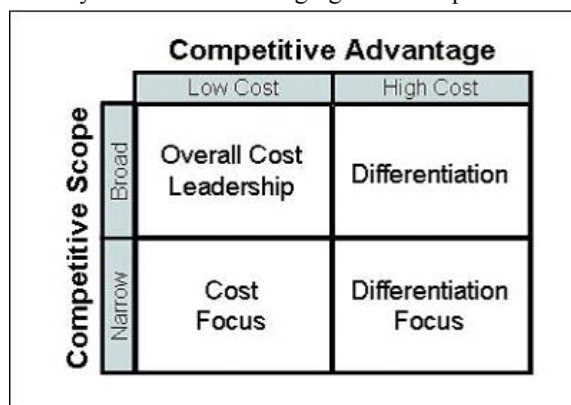 Competitive Advantage
Low Cost
High Cost
Competitive Scope
Broad
Overall Cost
Leadership
Differentiation
Narrow
Cost
Focus
Differentiation
Focus